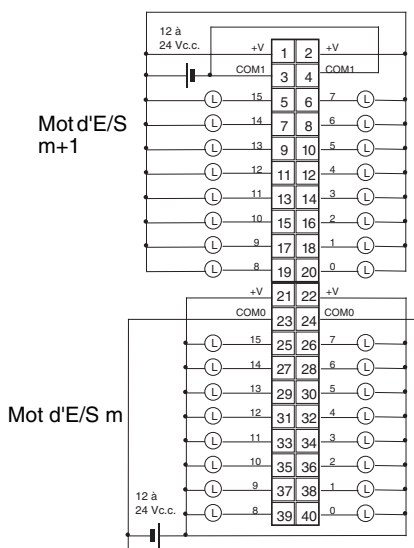 12 à
24 Vc.c.
+V 1 2 +V
COM1 3 4 COM1
L 15 5 6 7 L
Mot d'E/S
m+1
L 14 7 8 6 L
L 13 9 10 5 L
L 12 11 12 4 L
L 11 13 14 3 L
L 10 15 16 2 L
L 9 17 18 1 L
L 8 19 20 0 L
+V 21 22 +V
COM0 23 24 COM0
L 15 25 26 7 L
L 14 27 28 6 L
L 13 29 30 5 L
Mot d'E/S m
L 12 31 32 4 L
L 11 33 34 3 L
L 10 35 36 2 L
L 9 37 38 1 L
12 à
24 Vc.c.
L 8 39 40 0 L